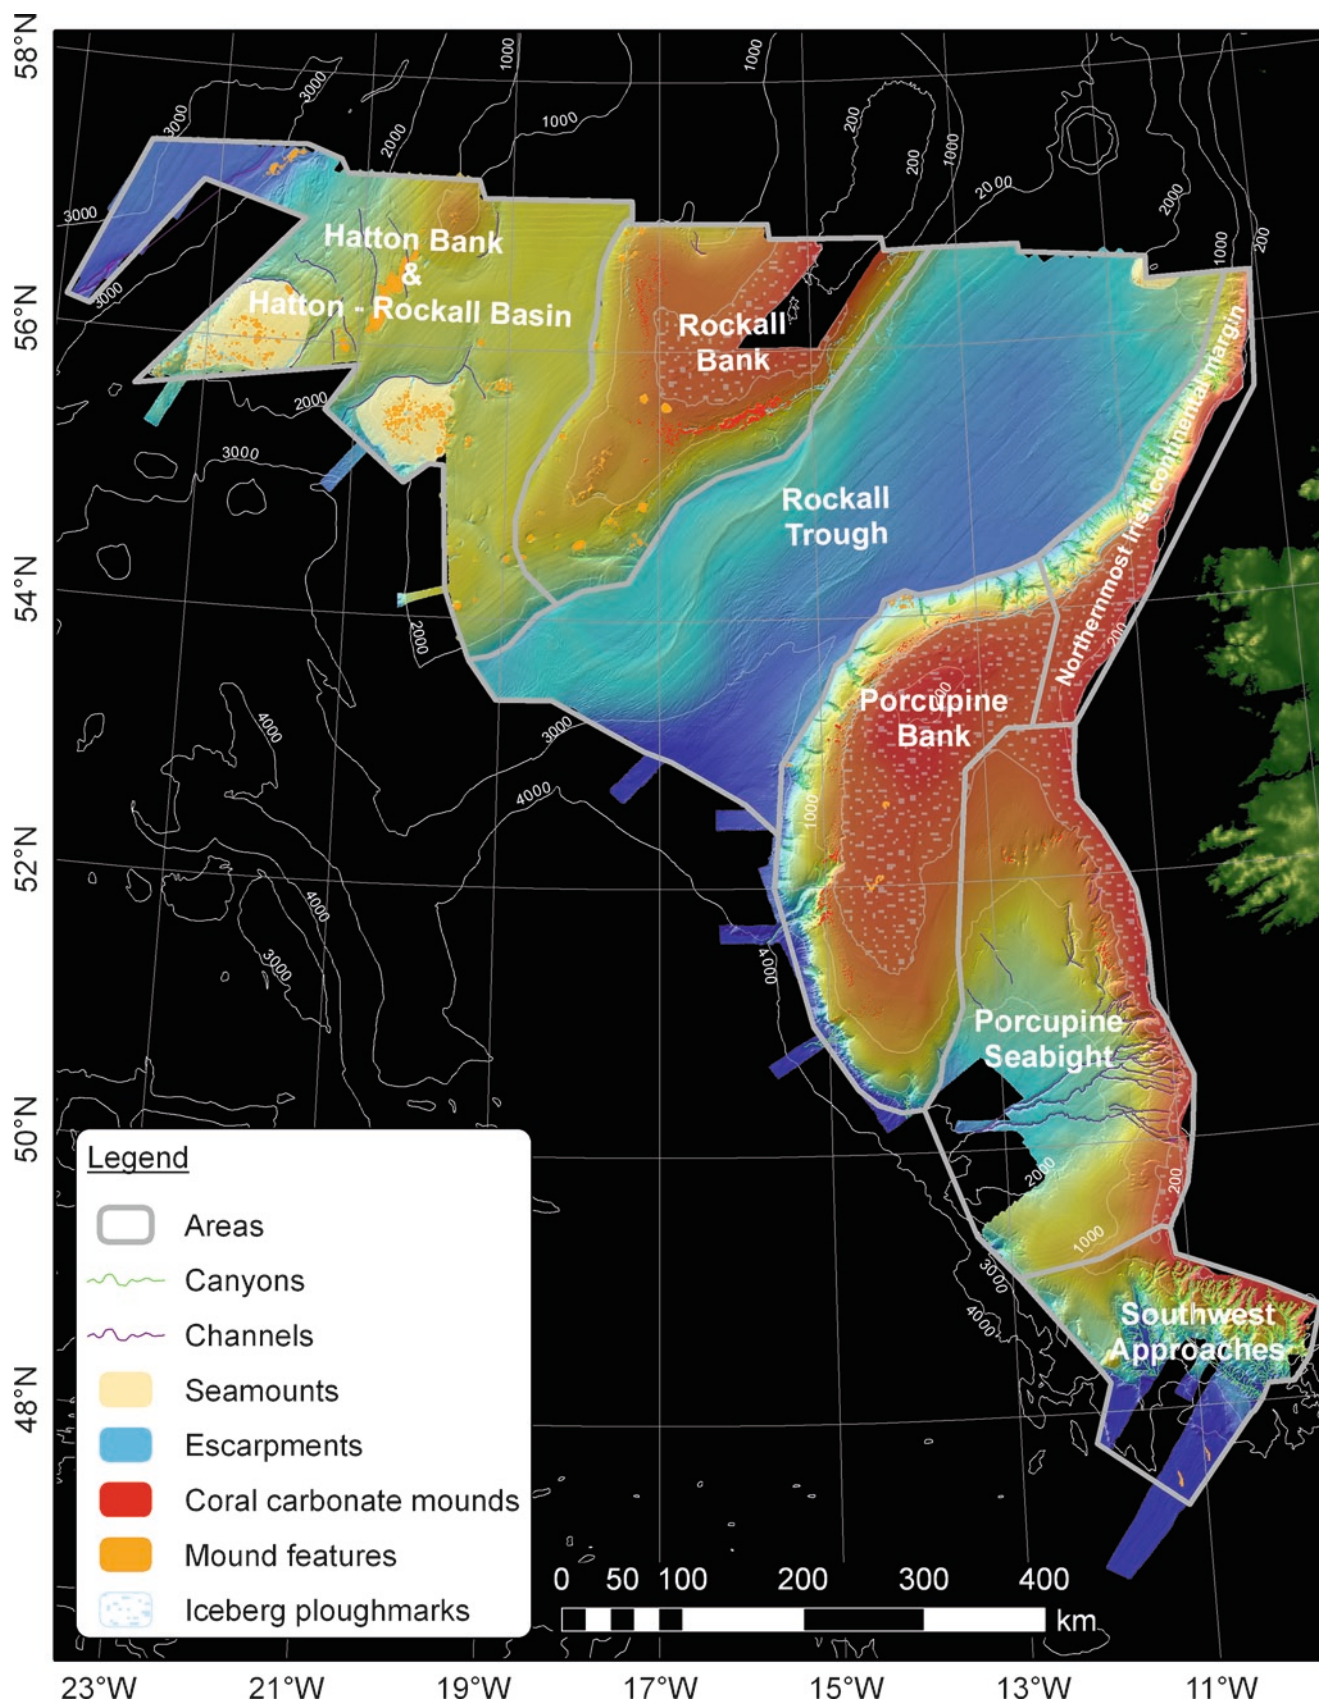 58°N
56°N
54°N
52°N
50°N
48°N
1000
1000
3000
3000
2000
1000
200
200
1000
2000
2000
1000
200
3000
3000
Hatton Bank
&
Hatton - Rockall Basin
Rockall
Bank
2000
3000
Rockall
Trough
Northernmost Irish continental margin
200
2000
4000
3000
4000
200
Porcupine
Bank
1000
4000
3000
4000
Porcupine
Seabight
2000
200
1000
3000
4000
Southwest
Approaches
Legend
Areas
Canyons
Channels
Seamounts
Escarpments
Coral carbonate mounds
Mound features
Iceberg ploughmarks
0 50 100 200 300 400
km
23°W 21°W 19°W 17°W 15°W 13°W 11°W